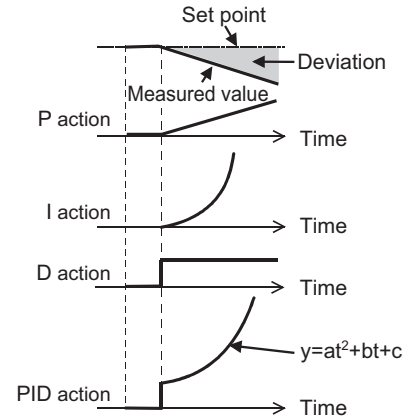 Set point
Deviation
Measured value
P action
Time
I action
Time
D action
Time
y=at²+bt+c
PID action
Time